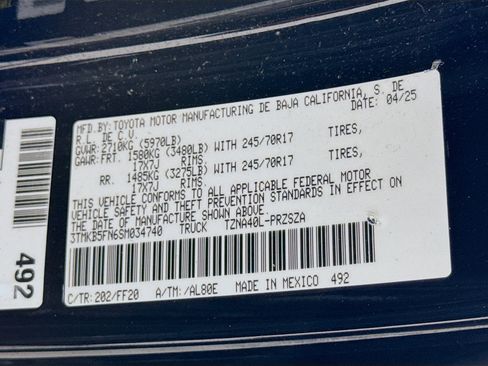 MFD.BY:TOYOTA MOTOR MANUFACTURING DE BAJA CALIFORNIA, S. DE
R.L. DE C.V. 04/25
GVWR:2710KG (5970LB)
GAWR:FRT. 1580KG (3480LB) WITH 245/70R17 TIRES,
17X7J RIMS,
RR. 1485KG (3275LB) WITH 245/70R17 TIRES,
17X7J RIMS.
THIS VEHICLE CONFORMS TO ALL APPLICABLE FEDERAL MOTOR
VEHICLE SAFETY AND THEFT PREVENTION STANDARDS IN EFFECT ON
THE DATE OF MANUFACTURE SHOWN ABOVE.
3TMKB5FN6SM034740 TRUCK TZNA40L-PRZSZA
C/TR:202/FF20 A/TM:/AL80E MADE IN MEXICO 492
492